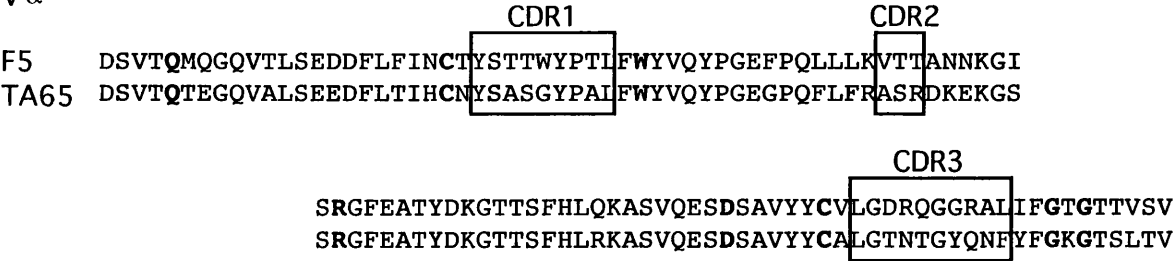 Vα
CDR1 CDR2
F5 DSVTQMQGQVTLSEDDFLFINCTYSTTWYPTLFWYVQYPGEFPQLLLKVTTANNKGI
TA65 DSVTQTEGQVALSEEDFLTIHCNYSASGYPALFWYVQYPGEGPQFLFRASRDKEKGS
CDR3
SRGFEATYDKGTTSFHLQKASVQESDSAVYYCVLGDRQGGRALIFGTGTTVSV
SRGFEATYDKGTTSFHLRKASVQESDSAVYYCALGTNTGYQNFYFGKGTSLTV